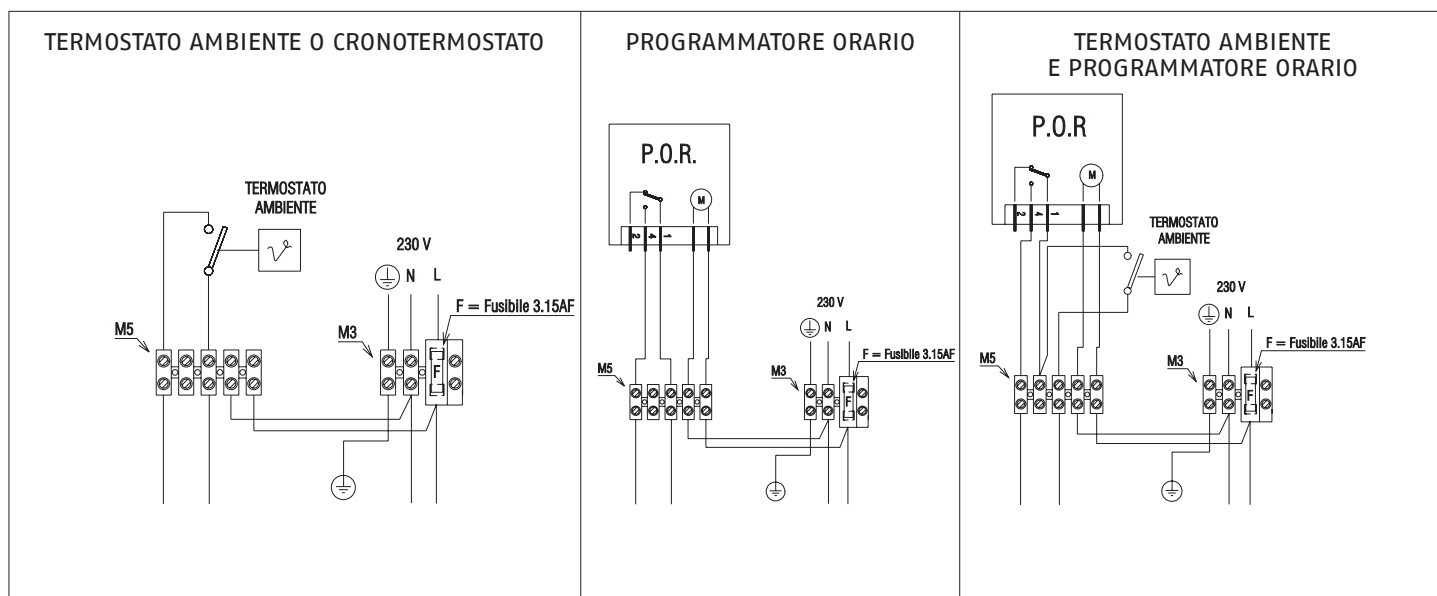 TERMOSTATO AMBIENTE O CRONOTERMOSTATO
TERMOSTATO
AMBIENTE
230 V
N L
F = Fusibile 3.15AF
M5
M3
F
PROGRAMMATORE ORARIO
P.O.R.
M
2 4 1
230 V
N L
F = Fusibile 3.15AF
M5
M3
F
TERMOSTATO AMBIENTE
E PROGRAMMATORE ORARIO
P.O.R
M
2 4 1
TERMOSTATO
AMBIENTE
230 V
N L
F = Fusibile 3.15AF
M5
M3
F